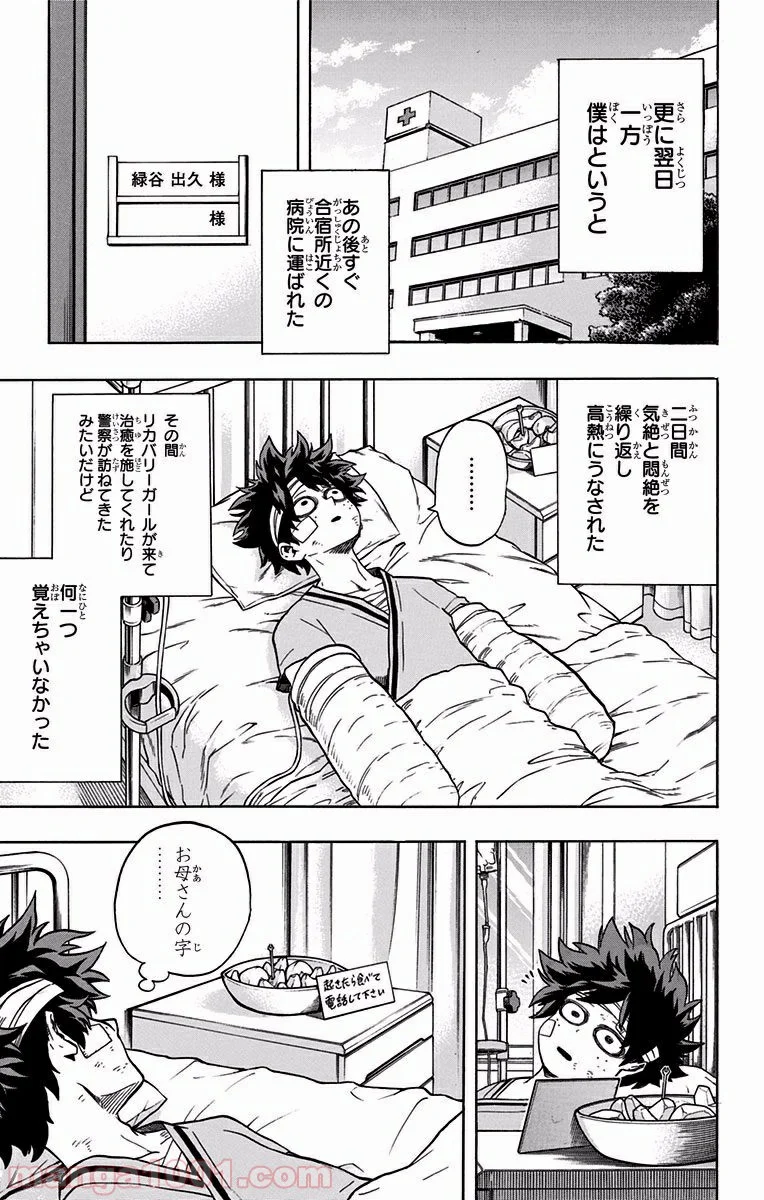 更に翌日
一方
僕はというと
緑谷 出久 様
様
あの後すぐ
合宿所近くの
病院に運ばれた
二日間
気絶と悶絶を
繰り返し
高熱にうなされた
………
その間
リカバリーガールが来て
治癒を施してくれたり
警察が訪ねてきた
みたいだけど
何一つ
覚えちゃいなかった
お母さんの字
………
起きたら食べて
電話して下さい
manga1001.com